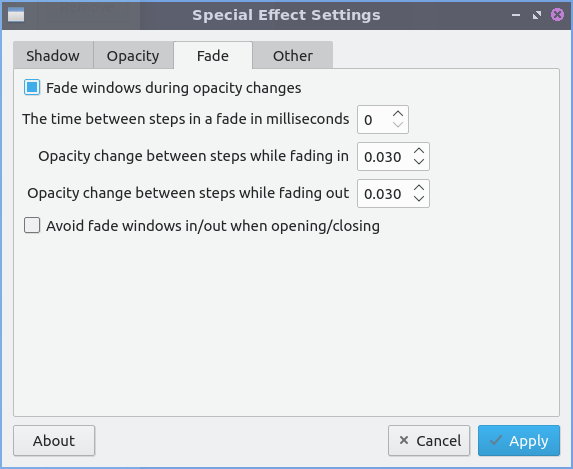 Special Effect Settings
Shadow Opacity Fade Other
Fade windows during opacity changes
The time between steps in a fade in milliseconds 0
Opacity change between steps while fading in 0.030
Opacity change between steps while fading out 0.030
Avoid fade windows in/out when opening/closing
About Cancel Apply